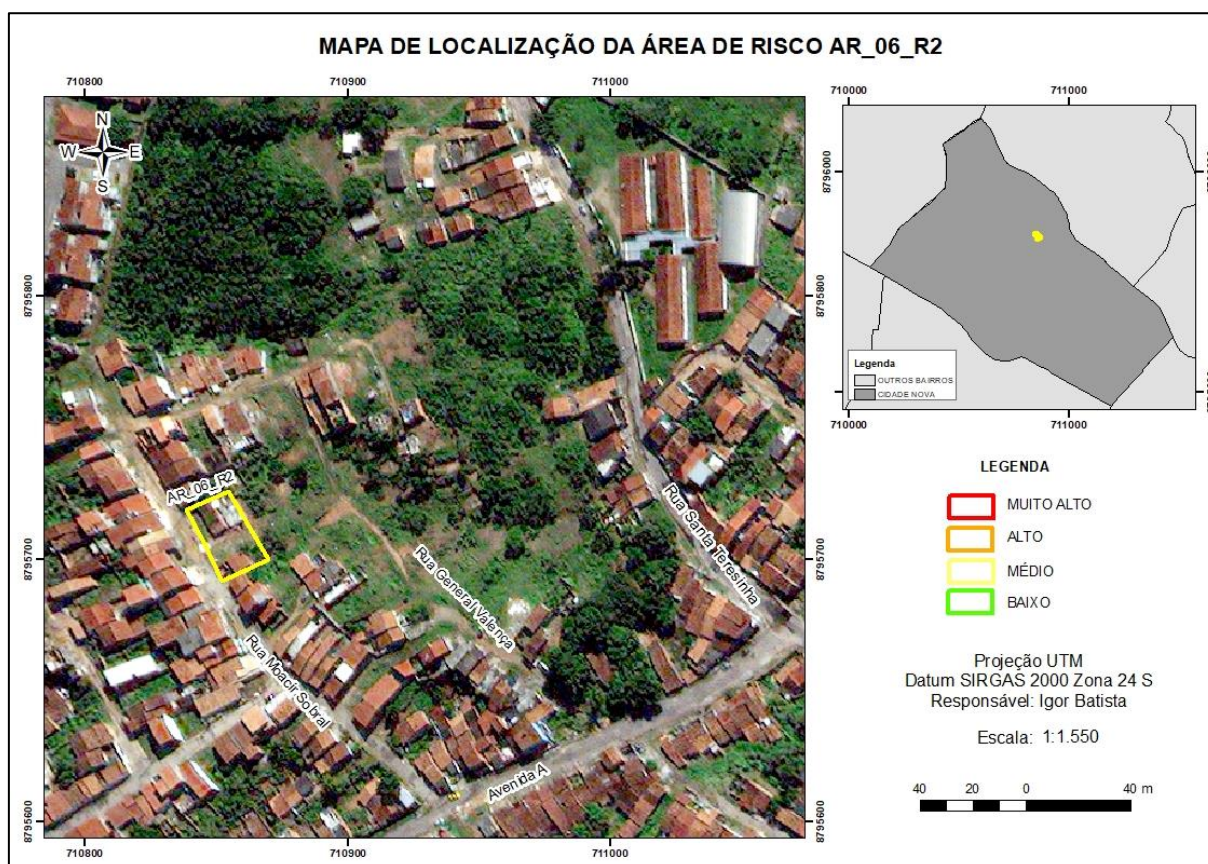 MAPA DE LOCALIZAÇÃO DA ÁREA DE RISCO AR_06_R2
710800
710900
711000
N
W
E
S
8795800
8795700
8795600
8795800
8795700
8795600
AR_06_R2
Rua Santa Teresinha
Rua General Valença
Rua Moacir Sobral
Avenida A
710800
710900
711000
710000
711000
8796000
Legenda
OUTROS BAIRROS
CIDADE NOVA
710000
711000
LEGENDA
MUITO ALTO
ALTO
MÉDIO
BAIXO
Projeção UTM
Datum SIRGAS 2000 Zona 24 S
Responsável: Igor Batista
Escala: 1:1.550
40 20 0 40 m